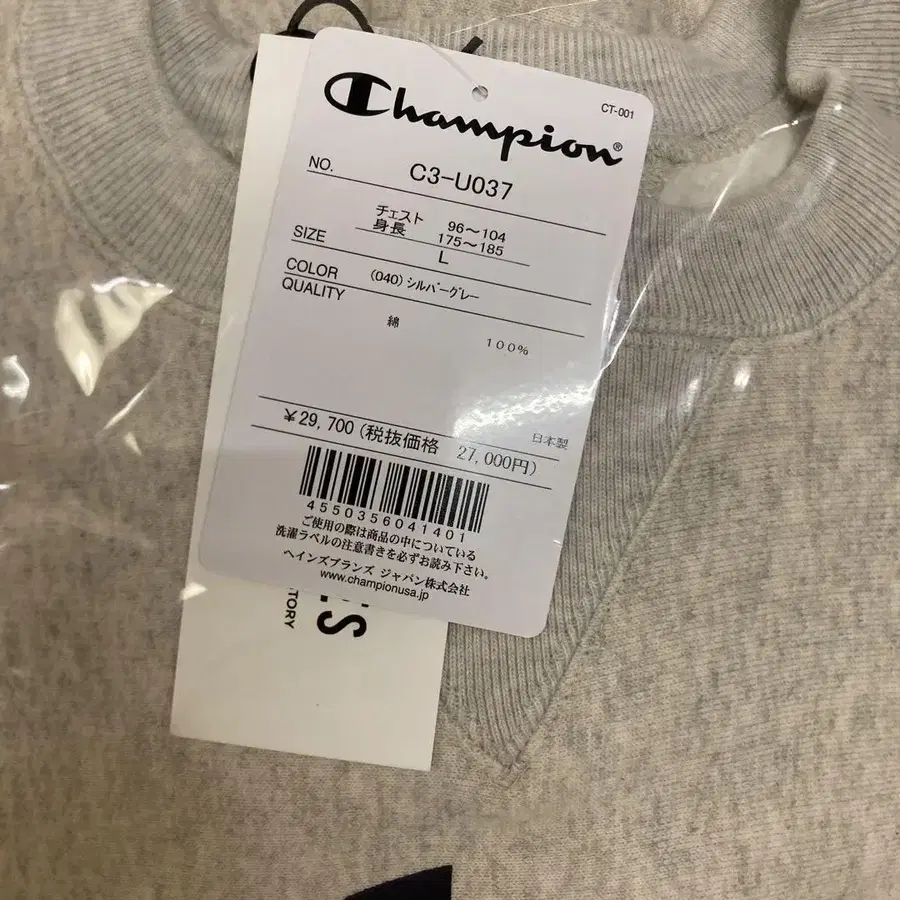 Champion®
CT-001
NO. C3-U037
チェスト 96～104
身長 175～185
SIZE L
COLOR (040)ｼﾙﾊﾞｰｸﾞﾚｰ
QUALITY
綿 100%
日本製
¥29,700(税抜価格 27,000円)
4550356041401
ご使用の際は商品の中についている
洗濯ラベルの注意書きを必ずお読み下さい。
ヘインズブランズ ジャパン株式会社
www.championusa.jp